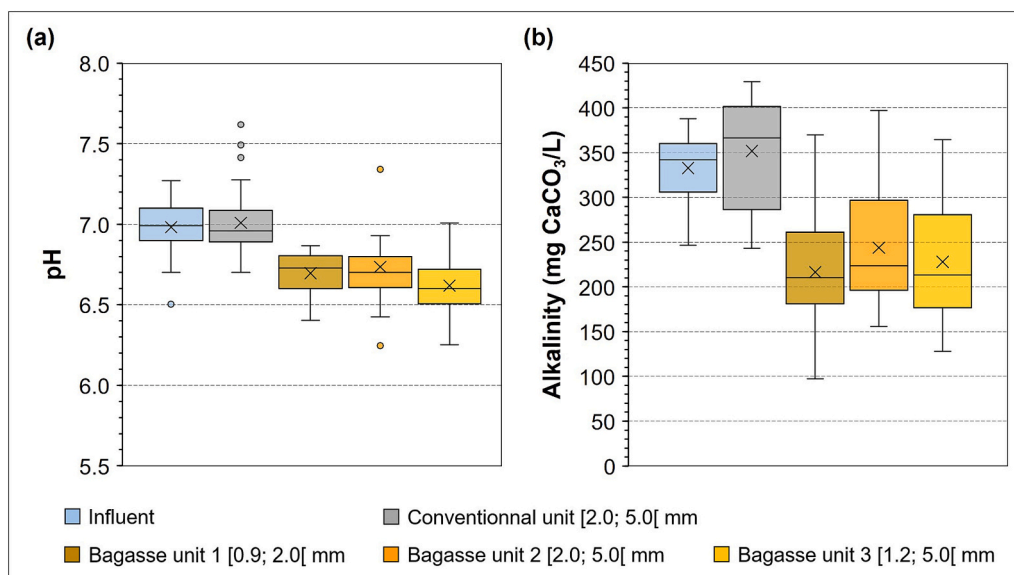 (a)
(b)
8.0
7.5
7.0
6.5
6.0
5.5
pH
450
400
350
300
250
200
150
100
50
0
Alkalinity (mg CaCO₃/L)
Influent
Conventionnal unit [2.0; 5.0[ mm
Bagasse unit 1 [0.9; 2.0[ mm
Bagasse unit 2 [2.0; 5.0[ mm
Bagasse unit 3 [1.2; 5.0[ mm